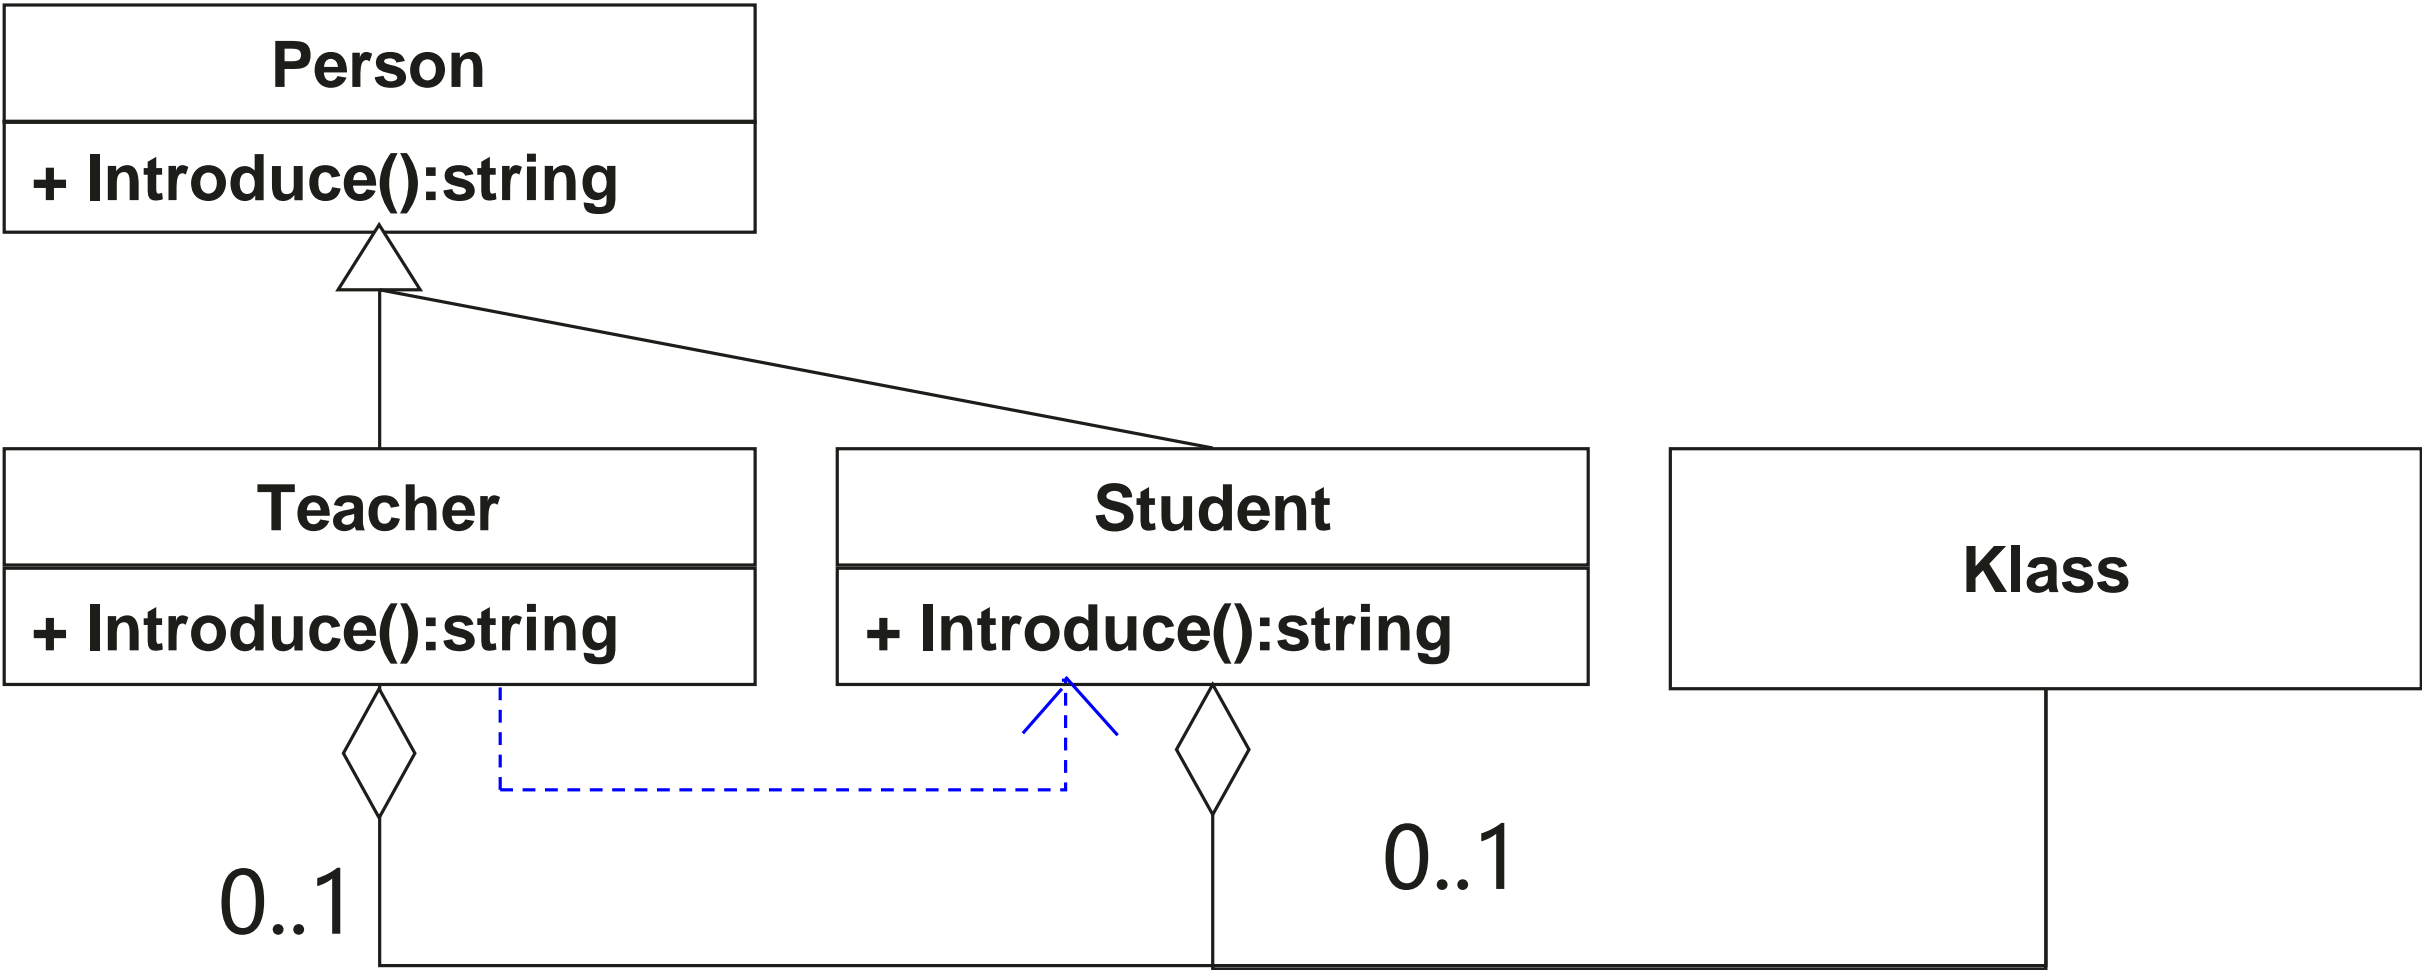 Person
+ Introduce():string
Teacher
+ Introduce():string
Student
+ Introduce():string
Klass
0..1
0..1